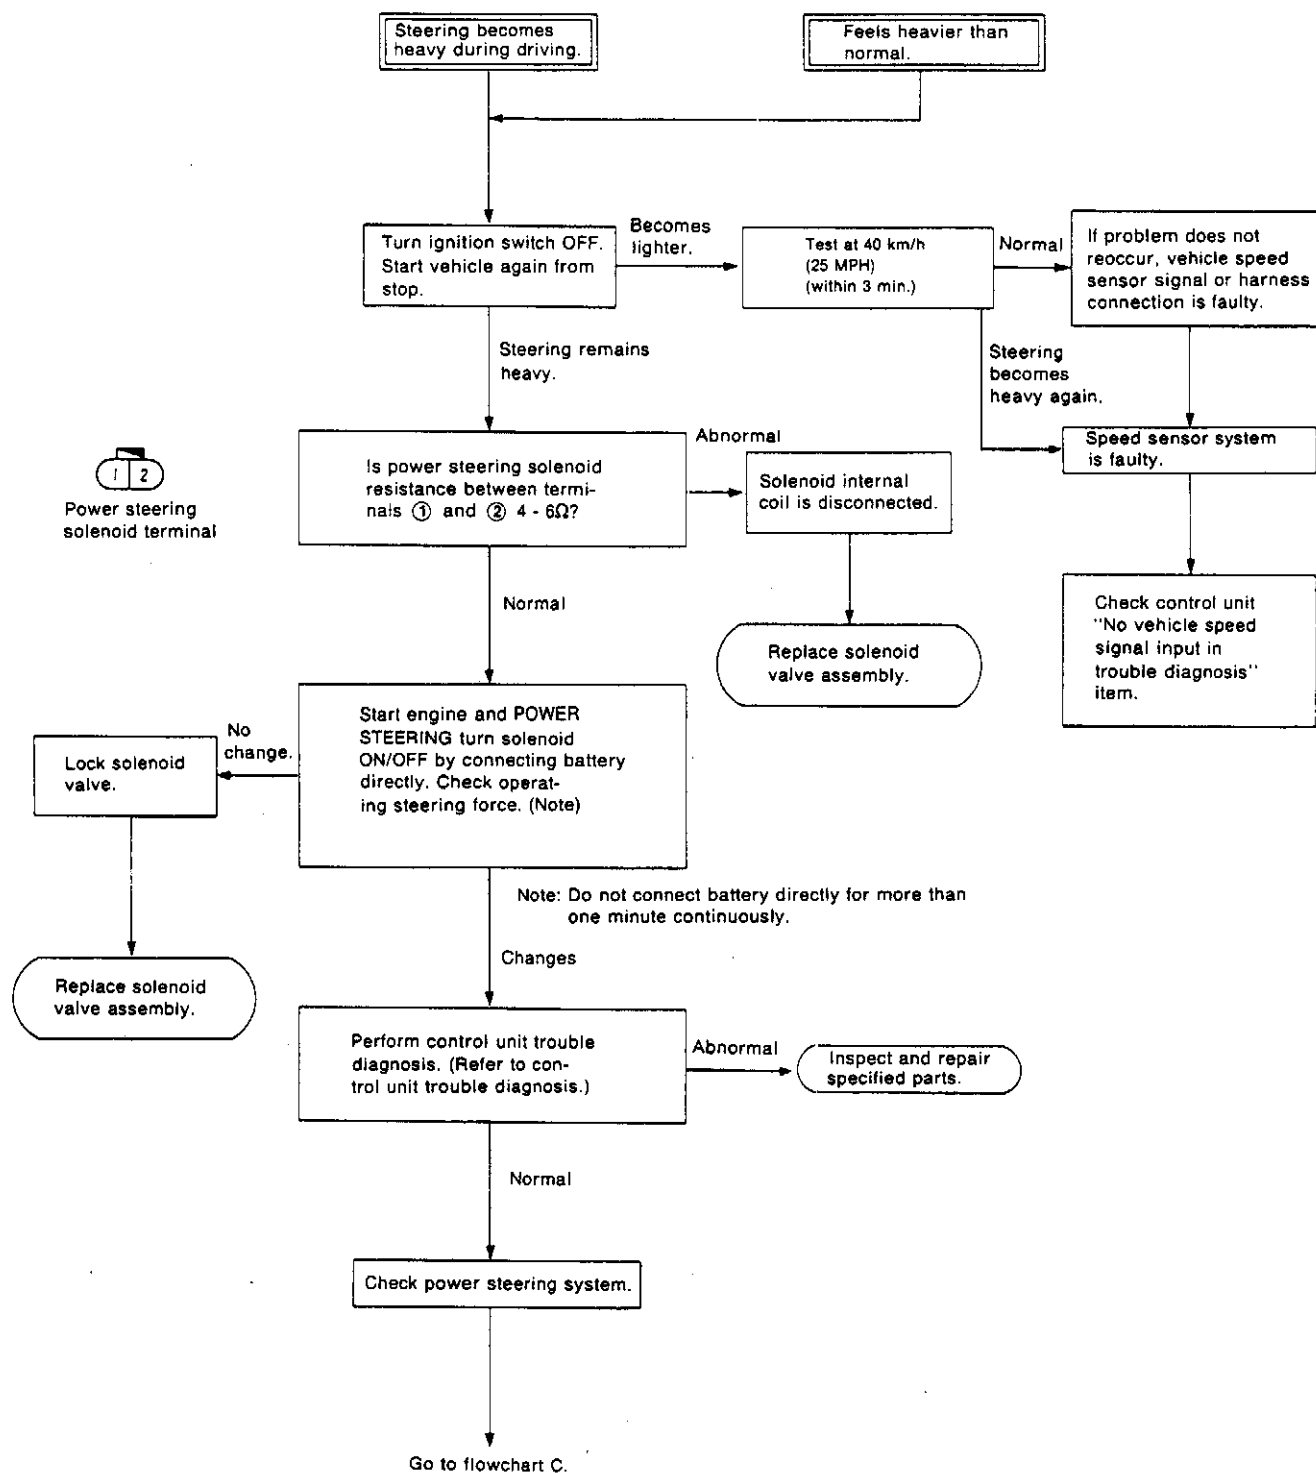 Steering becomes
heavy during driving.
Feels heavier than
normal.
Turn ignition switch OFF.
Start vehicle again from
stop.
Becomes
lighter.
Test at 40 km/h
(25 MPH)
(within 3 min.)
Normal
If problem does not
reoccur, vehicle speed
sensor signal or harness
connection is faulty.
Steering remains
heavy.
Steering
becomes
heavy again.
1 2
Power steering
solenoid terminal
Is power steering solenoid
resistance between termi-
nals ① and ② 4 - 6Ω?
Abnormal
Solenoid internal
coil is disconnected.
Speed sensor system
is faulty.
Normal
Replace solenoid
valve assembly.
Check control unit
"No vehicle speed
signal input in
trouble diagnosis"
item.
Start engine and POWER
STEERING turn solenoid
ON/OFF by connecting battery
directly. Check operat-
ing steering force. (Note)
No
change.
Lock solenoid
valve.
Note: Do not connect battery directly for more than
one minute continuously.
Changes
Replace solenoid
valve assembly.
Perform control unit trouble
diagnosis. (Refer to con-
trol unit trouble diagnosis.)
Abnormal
Inspect and repair
specified parts.
Normal
Check power steering system.
Go to flowchart C.